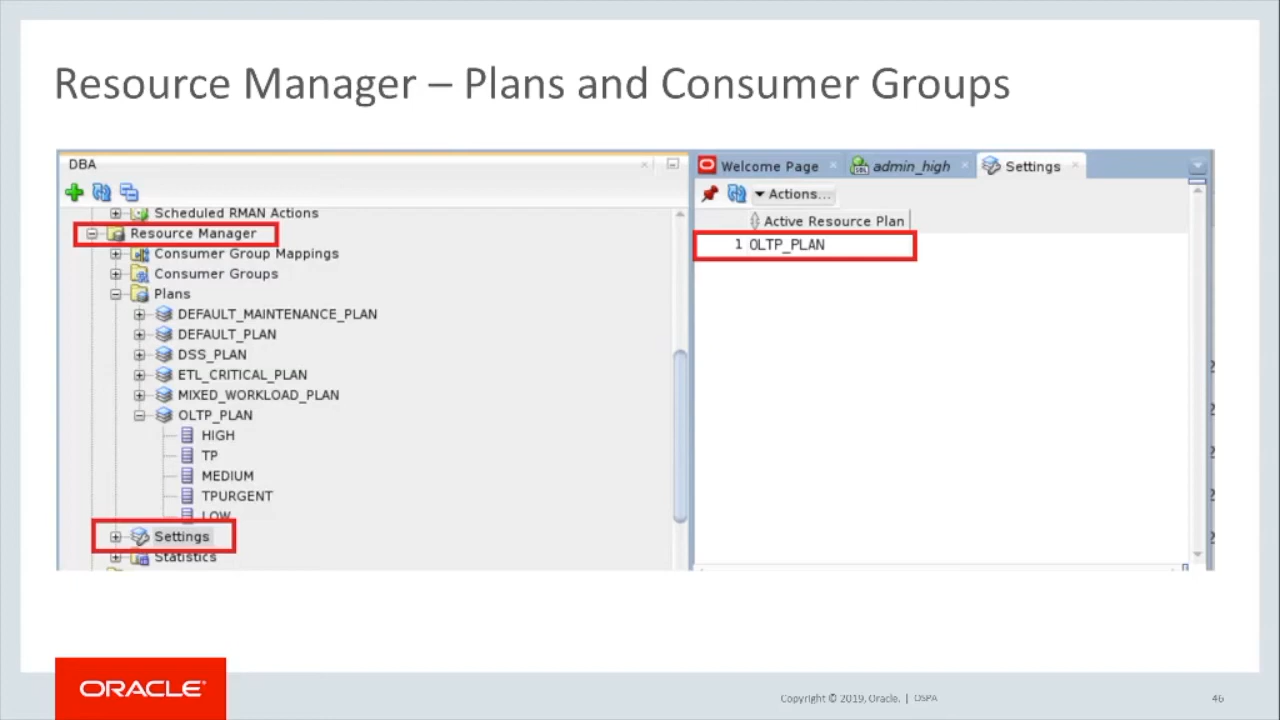 Resource Manager – Plans and Consumer Groups
DBA
Scheduled RMAN Actions
Resource Manager
Consumer Group Mappings
Consumer Groups
Plans
DEFAULT_MAINTENANCE_PLAN
DEFAULT_PLAN
DSS_PLAN
ETL_CRITICAL_PLAN
MIXED_WORKLOAD_PLAN
OLTP_PLAN
HIGH
TP
MEDIUM
TPURGENT
LOW
Settings
Statistics
Welcome Page
admin_high
Settings
Actions...
Active Resource Plan
1 OLTP_PLAN
ORACLE
Copyright © 2019, Oracle. | OSPA
46